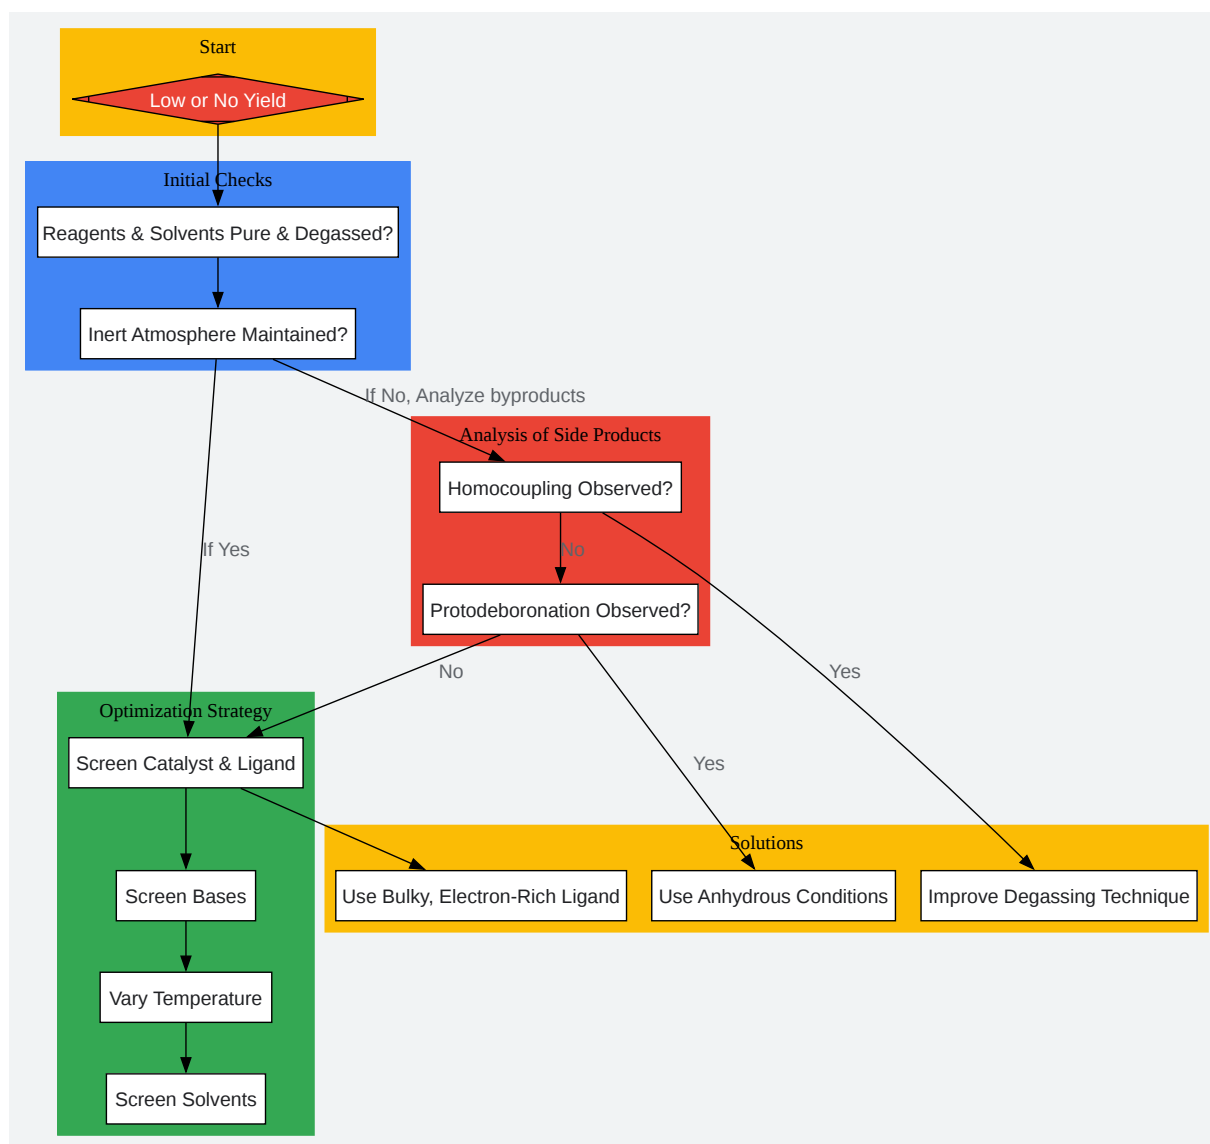 Start
Low or No Yield
Initial Checks
Reagents & Solvents Pure & Degassed?
Inert Atmosphere Maintained?
If No, Analyze byproducts
Analysis of Side Products
Homocoupling Observed?
If Yes
No
Protodeboronation Observed?
No
Yes
Optimization Strategy
Screen Catalyst & Ligand
Yes
Solutions
Screen Bases
Use Bulky, Electron-Rich Ligand
Use Anhydrous Conditions
Improve Degassing Technique
Vary Temperature
Screen Solvents